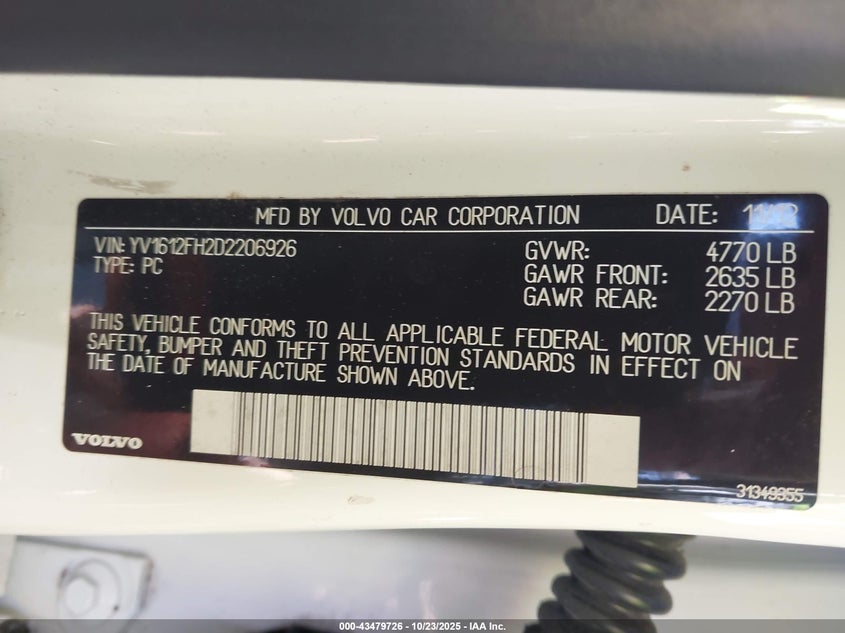 MFD BY VOLVO CAR CORPORATION DATE:
VIN: YV1612FH2D2206926
TYPE: PC
GVWR: 4770 LB
GAWR FRONT: 2635 LB
GAWR REAR: 2270 LB
THIS VEHICLE CONFORMS TO ALL APPLICABLE FEDERAL MOTOR VEHICLE
SAFETY, BUMPER AND THEFT PREVENTION STANDARDS IN EFFECT ON
THE DATE OF MANUFACTURE SHOWN ABOVE.
VOLVO
31349355
000-43479726 | 10/23/2025 | IAA Inc.